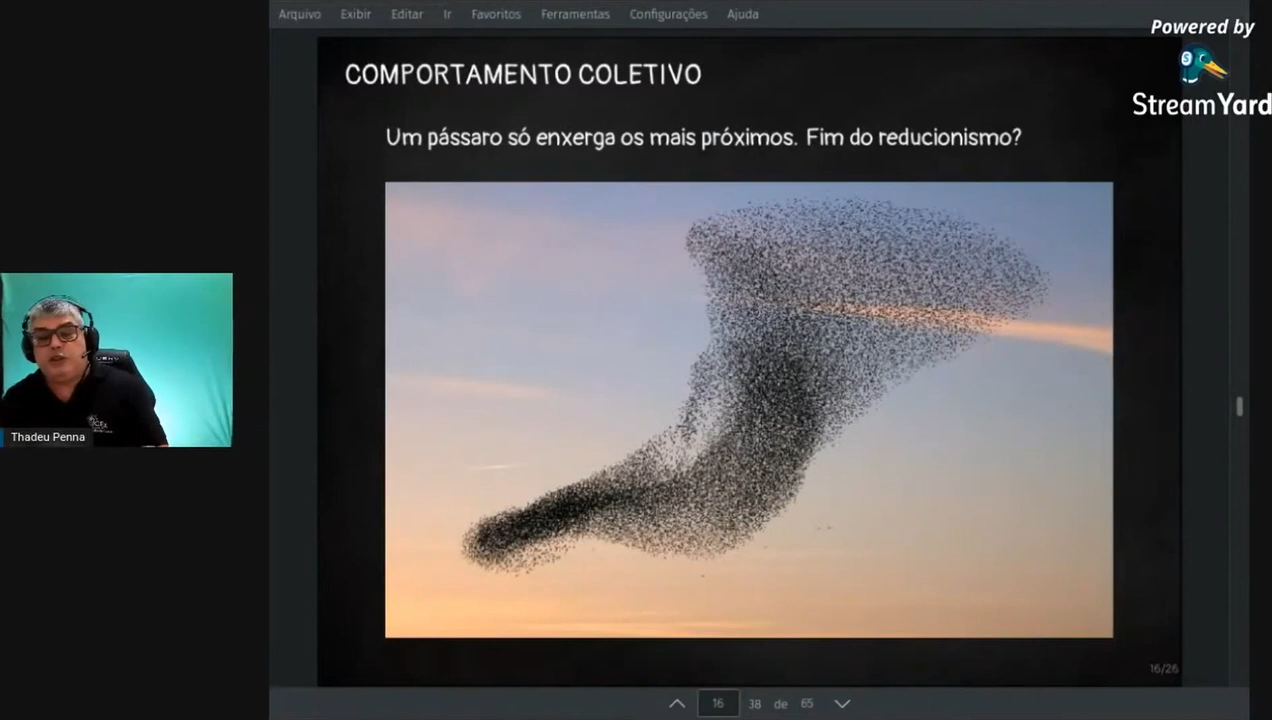 Arquivo Exibir Editar Ir Favoritos Ferramentas Configurações Ajuda
Powered by
StreamYard
COMPORTAMENTO COLETIVO
Um pássaro só enxerga os mais próximos. Fim do reducionismo?
Thadeu Penna
16/26
16 38 de 65